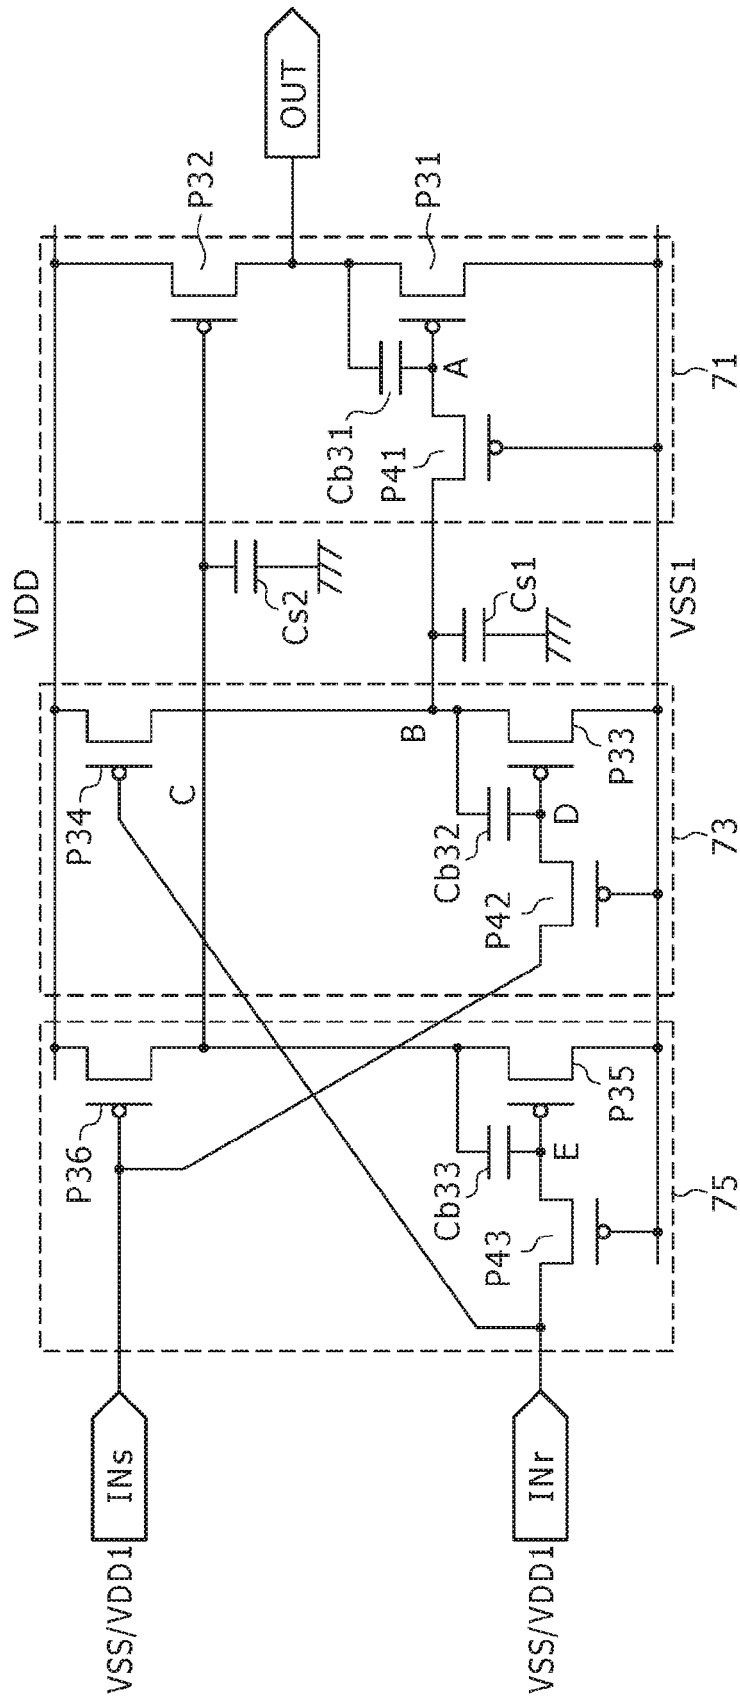 VSS/VDD1
INs
VSS/VDD1
INr
VDD
VSS1
P36
Cb33
P43
E
P35
75
P34
C
B
Cb32
P42
D
P33
73
Cs2
Cs1
P32
Cb31
P41
A
P31
71
OUT